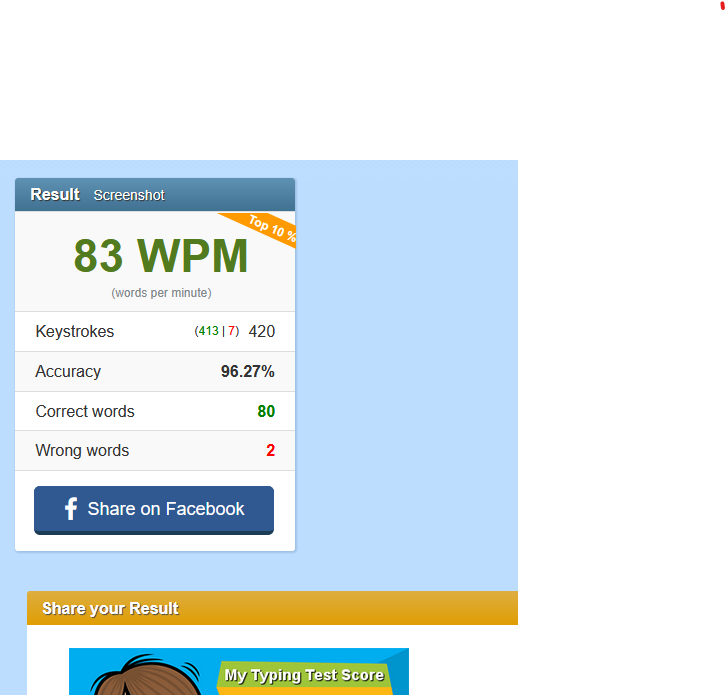 Result Screenshot
Top 10 %
83 WPM
(words per minute)
Keystrokes (413 | 7) 420
Accuracy 96.27%
Correct words 80
Wrong words 2
Share on Facebook
Share your Result
My Typing Test Score